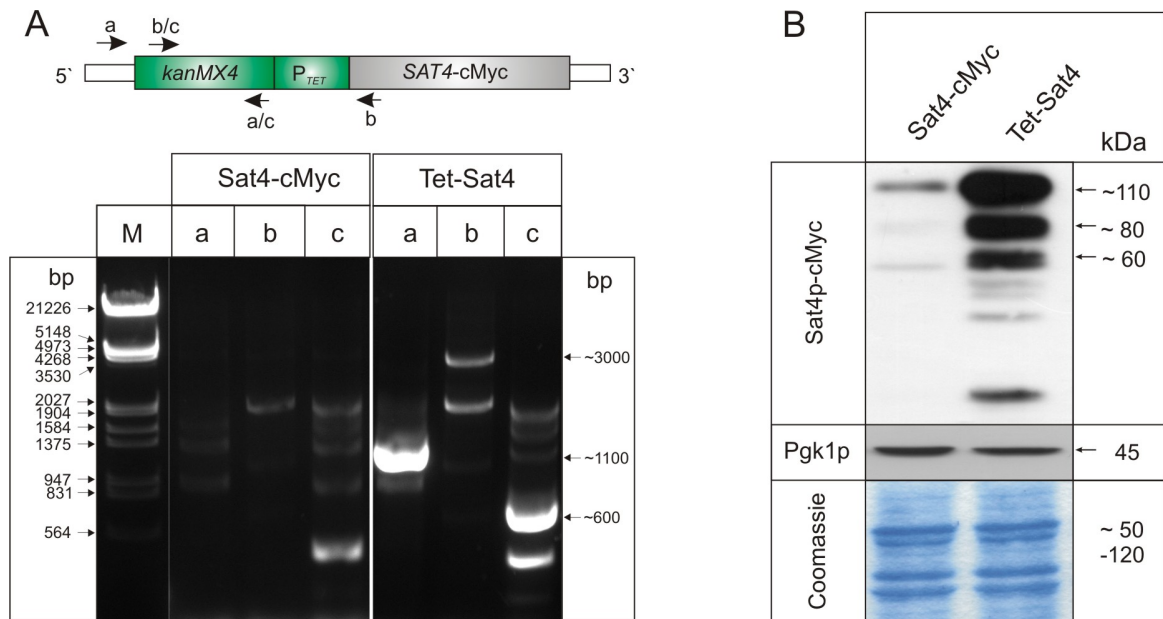 A
a
b/c
5`
kanMX4
PTET
SAT4-cMyc
3`
a/c
b
Sat4-cMyc
Tet-Sat4
M
a
b
c
a
b
c
bp
bp
21226
5148
4973
4268
3530
2027
1904
1584
1375
947
831
564
~3000
~1100
~600
B
Sat4-cMyc
Tet-Sat4
kDa
Sat4p-cMyc
~110
~ 80
~ 60
Pgk1p
45
Coomassie
~ 50
-120